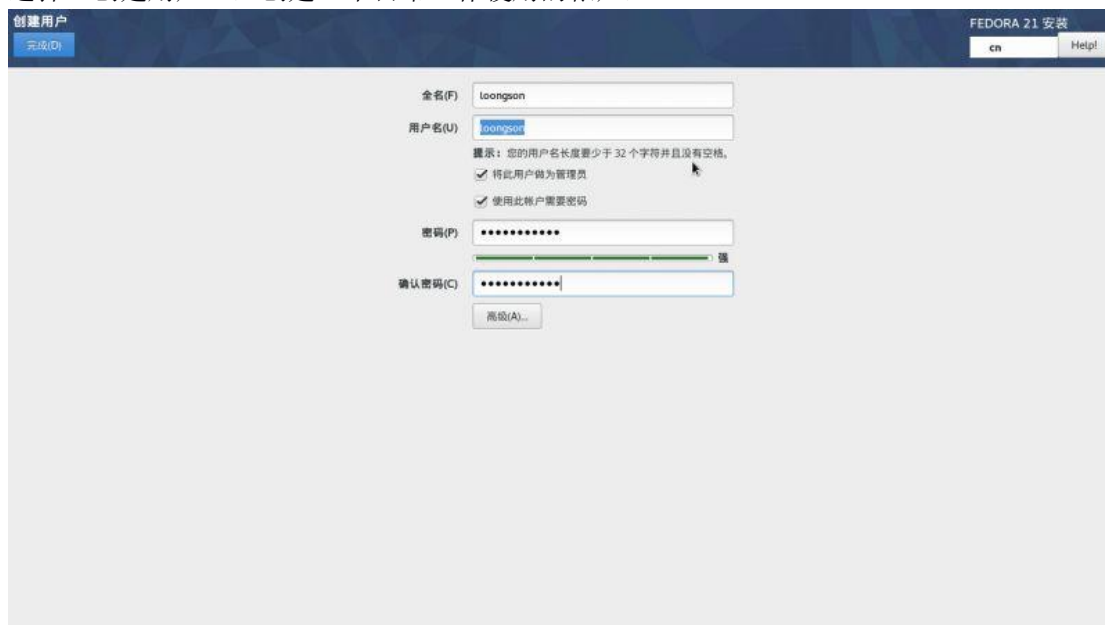 创建用户
完成(D)
FEDORA 21 安装
cn
Help!
全名(F)
loongson
用户名(U)
loongson
提示：您的用户名长度要少于 32 个字符并且没有空格。
将此用户做为管理员
使用此帐户需要密码
密码(P)
•••••••••••
强
确认密码(C)
•••••••••••
高级(A)...